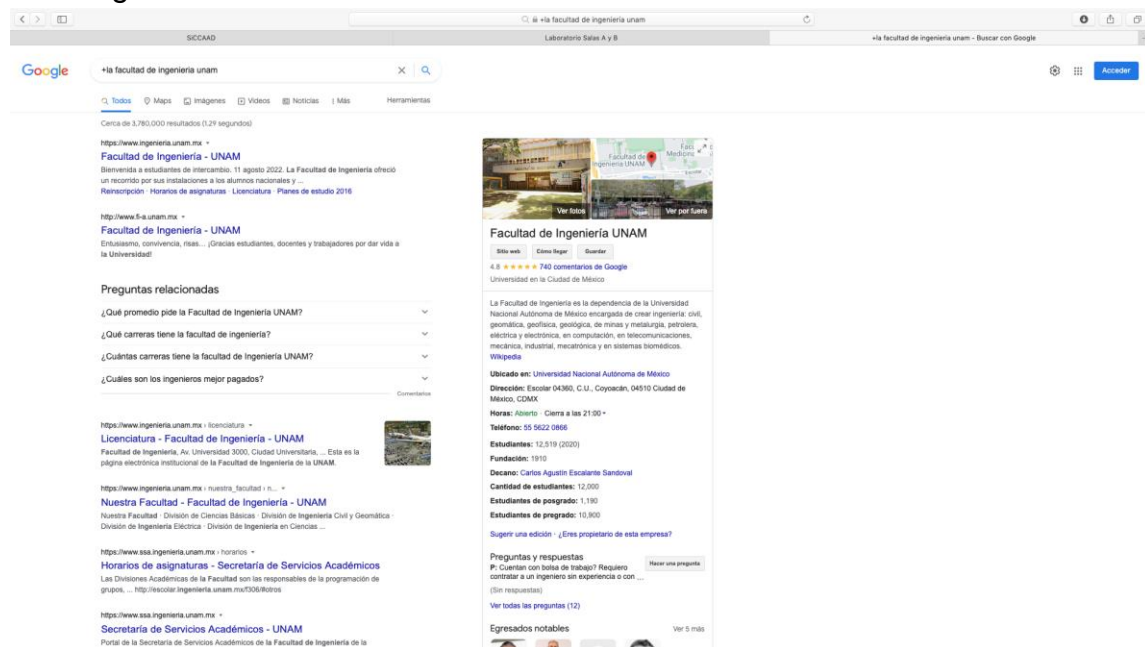 +la facultad de ingenieria unam
SICCAAD
Laboratorio Salas A y B
+la facultad de ingenieria unam - Buscar con Google
Google
+la facultad de ingenieria unam
Acceder
Todos
Maps
Imágenes
Videos
Noticias
Más
Herramientas
Cerca de 3,780,000 resultados (1.29 segundos)
https://www.ingenieria.unam.mx
Facultad de Ingeniería - UNAM
Bienvenida a estudiantes de intercambio. 11 agosto 2022. La Facultad de Ingeniería ofreció
un recorrido por sus instalaciones a los alumnos nacionales y ...
Reinscripción · Horarios de asignaturas · Licenciatura · Planes de estudio 2016
http://www.fi-a.unam.mx
Facultad de Ingeniería - UNAM
Entusiasmo, convivencia, risas... ¡Gracias estudiantes, docentes y trabajadores por dar vida a
la Universidad!
Preguntas relacionadas
¿Qué promedio pide la Facultad de Ingeniería UNAM?
¿Qué carreras tiene la facultad de ingeniería?
¿Cuántas carreras tiene la facultad de Ingeniería UNAM?
¿Cuáles son los ingenieros mejor pagados?
Comentarios
https://www.ingenieria.unam.mx › licenciatura
Licenciatura - Facultad de Ingeniería - UNAM
Facultad de Ingeniería, Av. Universidad 3000, Ciudad Universitaria, ... Esta es la
página electrónica institucional de la Facultad de Ingeniería de la UNAM.
https://www.ingenieria.unam.mx › nuestra_facultad › n...
Nuestra Facultad - Facultad de Ingeniería - UNAM
Nuestra Facultad · División de Ciencias Básicas · División de Ingeniería Civil y Geomática ·
División de Ingeniería Eléctrica · División de Ingeniería en Ciencias ...
https://www.ssa.ingenieria.unam.mx › horarios
Horarios de asignaturas - Secretaría de Servicios Académicos
Las Divisiones Académicas de la Facultad son las responsables de la programación de
grupos, ... http://escolar.ingenieria.unam.mx/f306/#otros
https://www.ssa.ingenieria.unam.mx
Secretaría de Servicios Académicos - UNAM
Portal de la Secretaría de Servicios Académicos de la Facultad de Ingeniería de la
Facultad de
Ingeniería UNAM
Ver fotos
Ver por fuera
Facultad de Ingeniería UNAM
Sitio web
Cómo llegar
Guardar
4.8 ★★★★★ 740 comentarios de Google
Universidad en la Ciudad de México
La Facultad de Ingeniería es la dependencia de la Universidad
Nacional Autónoma de México encargada de crear ingeniería: civil,
geomática, geofísica, geológica, de minas y metalurgia, petrolera,
eléctrica y electrónica, en computación, en telecomunicaciones,
mecánica, industrial, mecatrónica y en sistemas biomédicos.
Wikipedia
Ubicado en: Universidad Nacional Autónoma de México
Dirección: Escolar 04360, C.U., Coyoacán, 04510 Ciudad de
México, CDMX
Horas: Abierto · Cierra a las 21:00
Teléfono: 55 5622 0866
Estudiantes: 12,519 (2020)
Fundación: 1910
Decano: Carlos Agustín Escalante Sandoval
Cantidad de estudiantes: 12,000
Estudiantes de posgrado: 1,190
Estudiantes de pregrado: 10,900
Sugerir una edición · ¿Eres propietario de esta empresa?
Preguntas y respuestas
Hacer una pregunta
P: Cuentan con bolsa de trabajo? Requiero
contratar a un ingeniero sin experiencia o con ...
(Sin respuestas)
Ver todas las preguntas (12)
Egresados notables
Ver 5 más